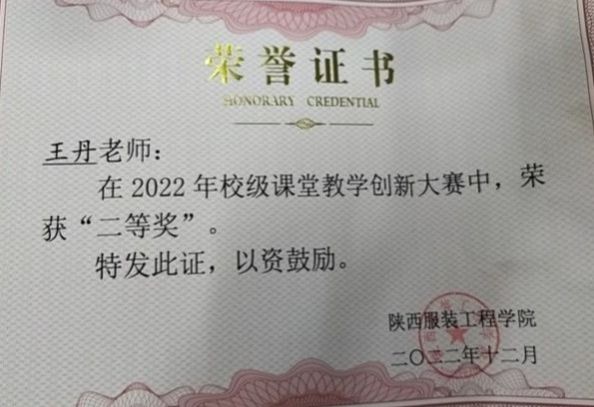 荣誉证书
HONORARY CREDENTIAL
王丹老师：
在2022年校级课堂教学创新大赛中，荣
获“二等奖”。
特发此证，以资鼓励。
陕西服装工程学院
二〇二二年十二月